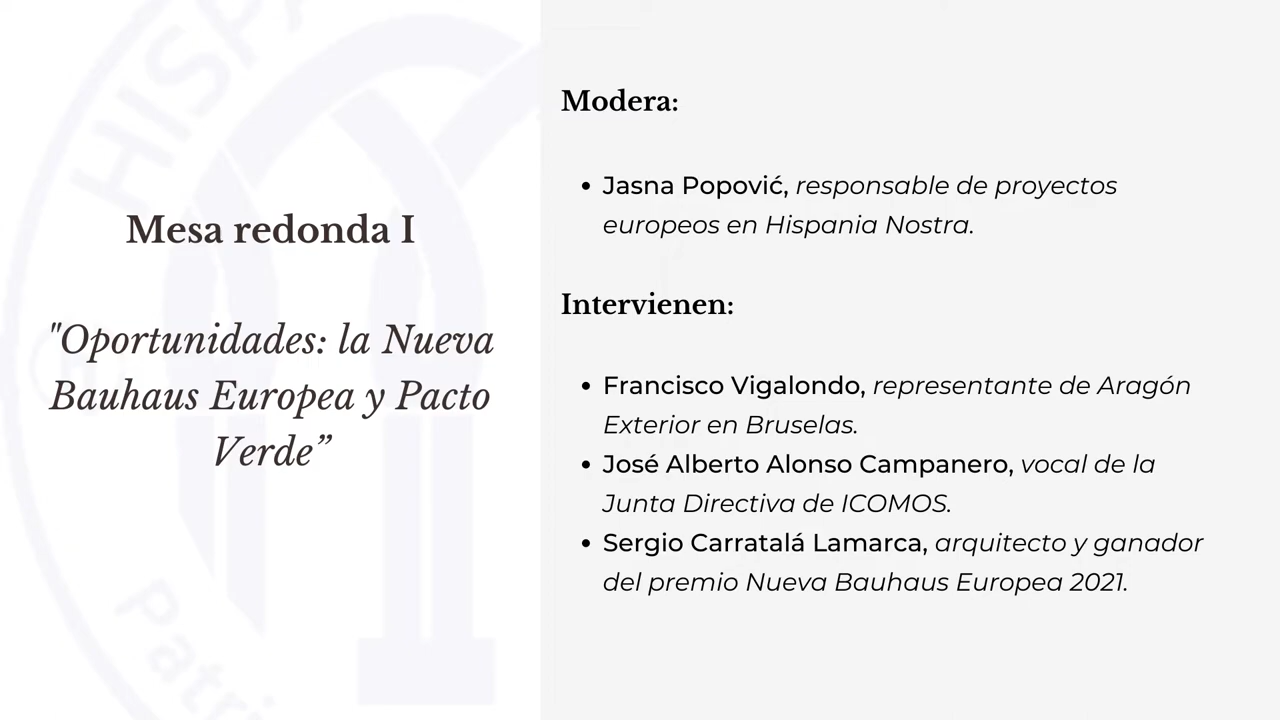 HISPA
Patri
Mesa redonda I
"Oportunidades: la Nueva
Bauhaus Europea y Pacto
Verde”
Modera:
• Jasna Popović, responsable de proyectos
europeos en Hispania Nostra.
Intervienen:
• Francisco Vigalondo, representante de Aragón
Exterior en Bruselas.
• José Alberto Alonso Campanero, vocal de la
Junta Directiva de ICOMOS.
• Sergio Carratalá Lamarca, arquitecto y ganador
del premio Nueva Bauhaus Europea 2021.